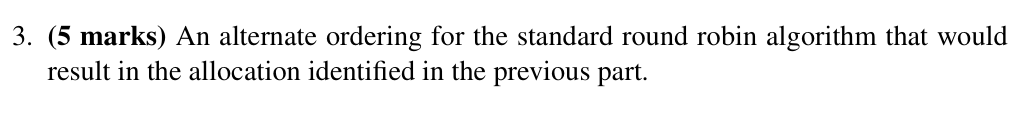 3. (5 marks) An alternate ordering for the standard round robin algorithm that would
result in the allocation identified in the previous part.